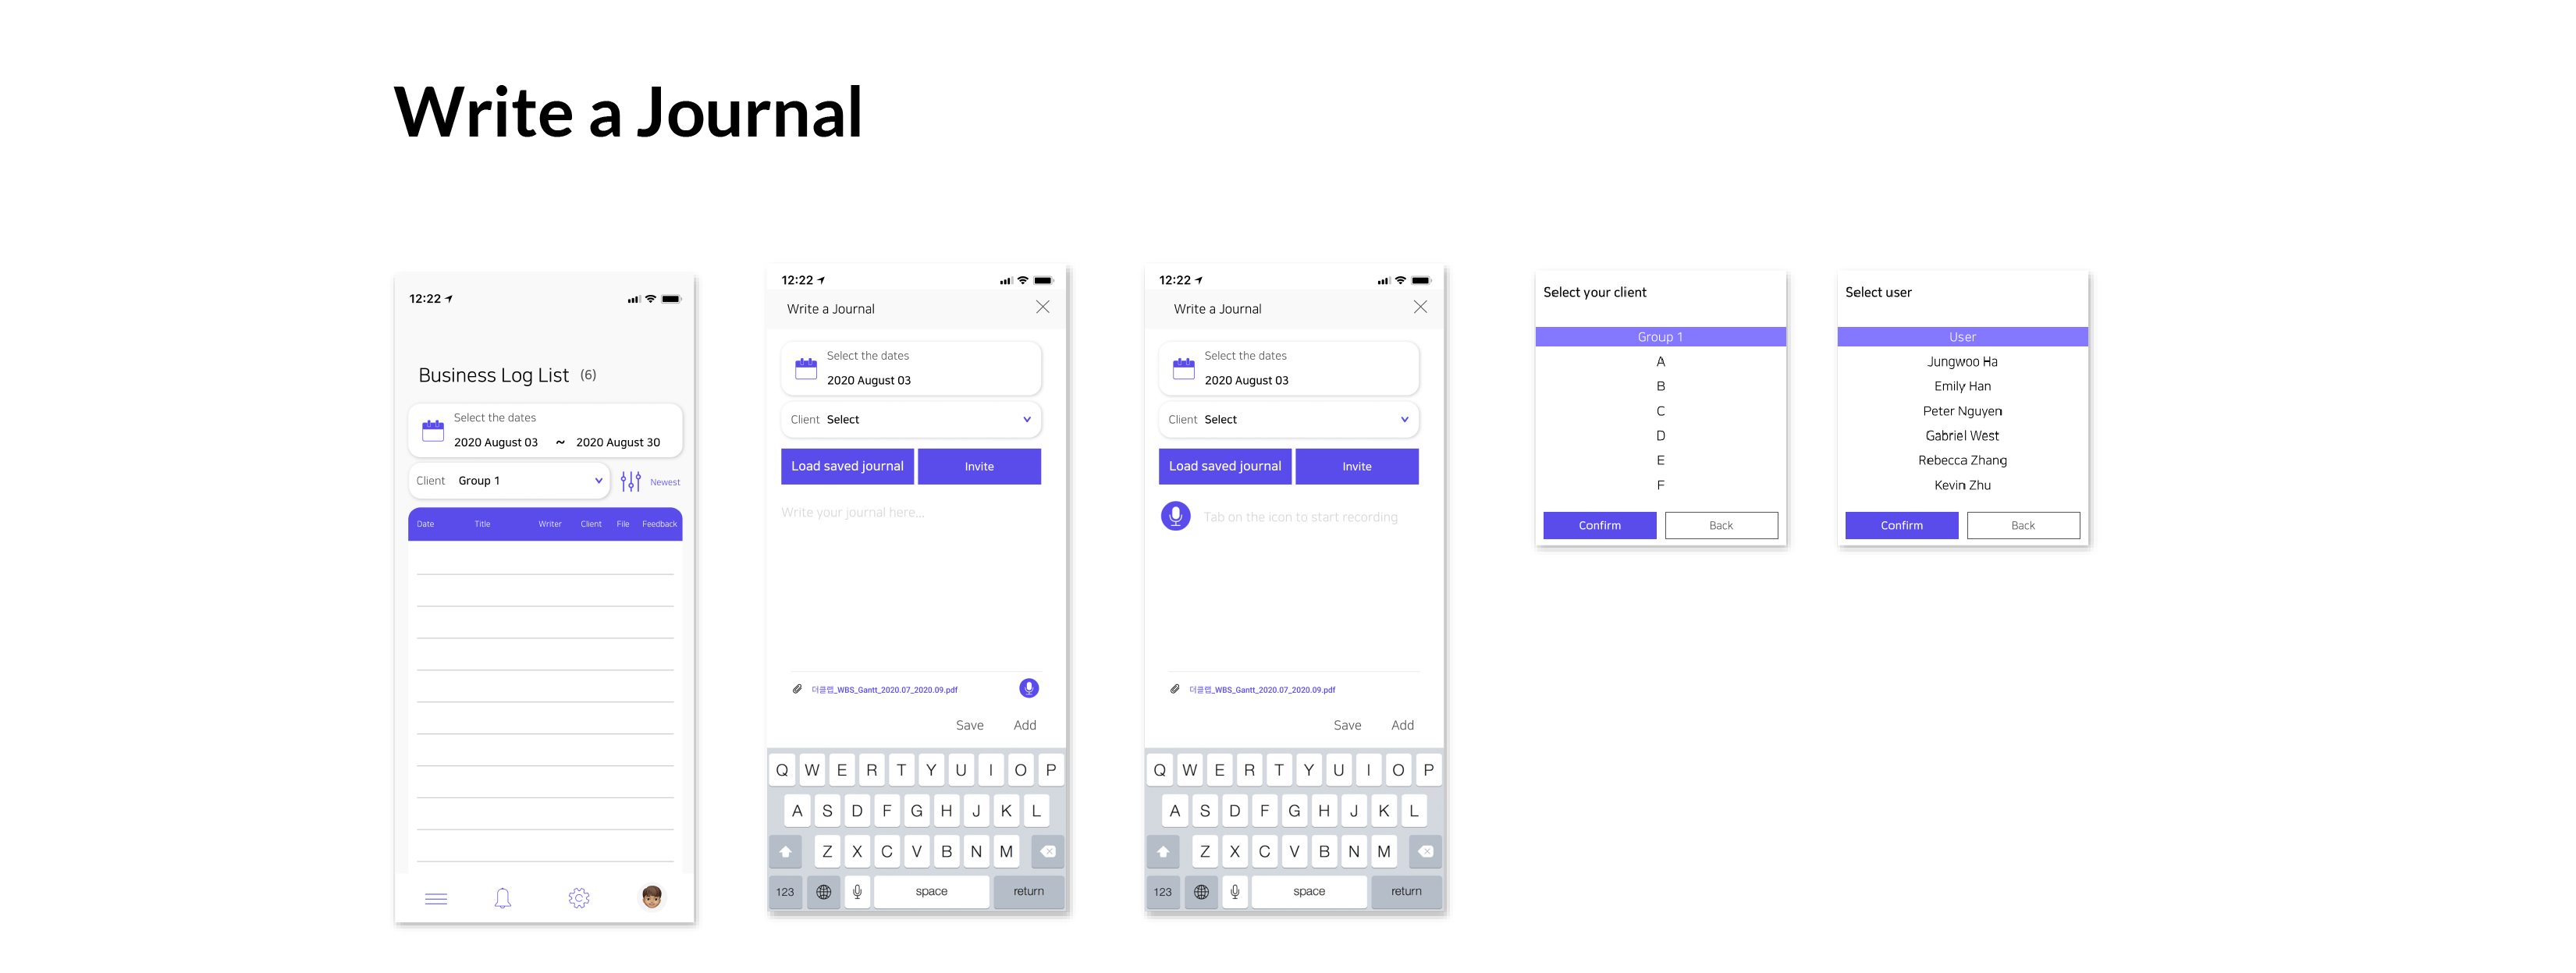 Write a Journal
12:22
Business Log List (6)
Select the dates
2020 August 03 ~ 2020 August 30
Client Group 1
Newest
Date Title Writer Client File Feedback
12:22
Write a Journal
Select the dates
2020 August 03
Client Select
Load saved journal Invite
Write your journal here...
더클랩_WBS_Gantt_2020.07_2020.09.pdf
Save Add
Q W E R T Y U I O P
A S D F G H J K L
Z X C V B N M
123 space return
12:22
Write a Journal
Select the dates
2020 August 03
Client Select
Load saved journal Invite
Tab on the icon to start recording
더클랩_WBS_Gantt_2020.07_2020.09.pdf
Save Add
Q W E R T Y U I O P
A S D F G H J K L
Z X C V B N M
123 space return
Select your client
Group 1
A
B
C
D
E
F
Confirm Back
Select user
User
Jungwoo Ha
Emily Han
Peter Nguyen
Gabriel West
Rebecca Zhang
Kevin Zhu
Confirm Back